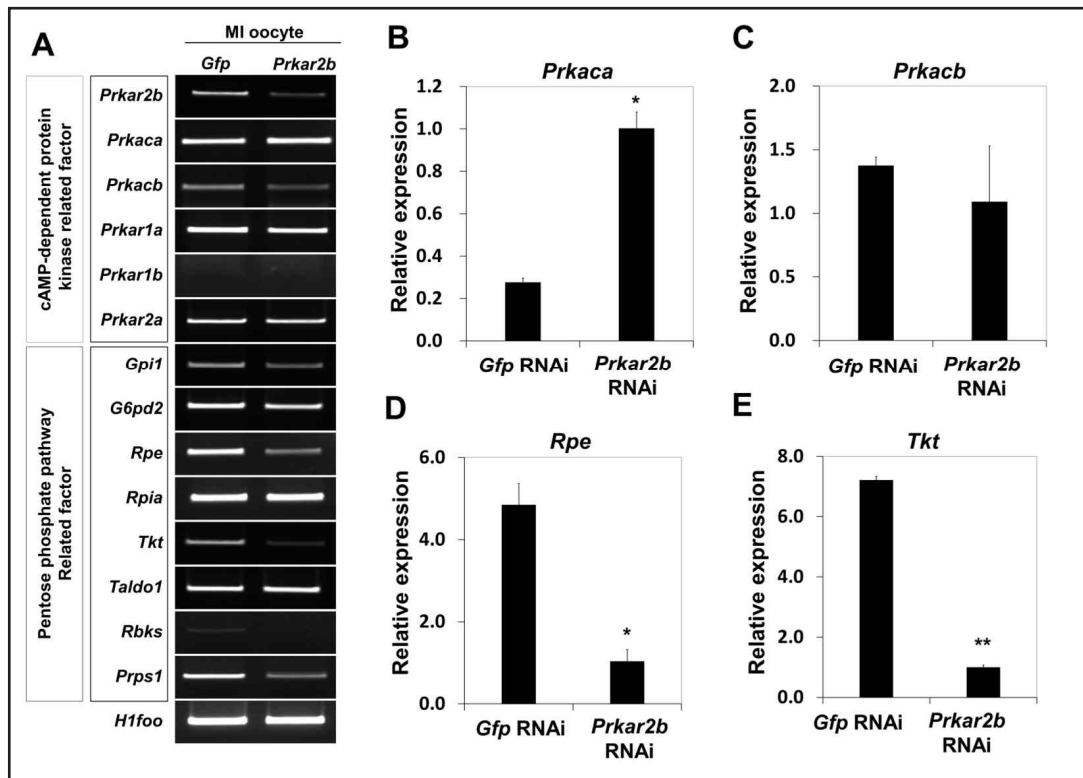 A
MI oocyte
Gfp Prkar2b
cAMP-dependent protein
kinase related factor
Prkar2b
Prkaca
Prkacb
Prkar1a
Prkar1b
Prkar2a
Pentose phosphate pathway
Related factor
Gpi1
G6pd2
Rpe
Rpia
Tkt
Taldo1
Rbks
Prps1
H1foo
B
Prkaca
Relative expression
1.2
1.0
0.8
0.6
0.4
0.2
0.0
*
Gfp RNAi Prkar2b
RNAi
C
Prkacb
Relative expression
2.0
1.5
1.0
0.5
0.0
Gfp RNAi Prkar2b
RNAi
D
Rpe
Relative expression
6.0
4.0
2.0
0.0
*
Gfp RNAi Prkar2b
RNAi
E
Tkt
Relative expression
8.0
6.0
4.0
2.0
0.0
**
Gfp RNAi Prkar2b
RNAi